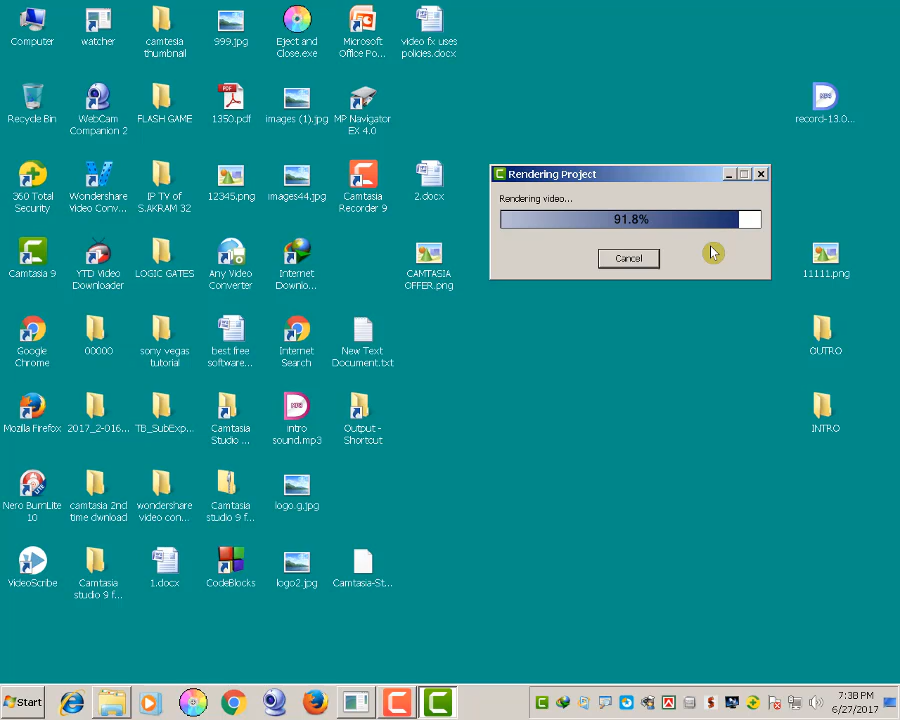 Computer
watcher
camtesia
thumbnail
999.jpg
Eject and
Close.exe
Microsoft
Office Po...
video fx uses
policies.docx
Recycle Bin
WebCam
Companion 2
FLASH GAME
PDF
1350.pdf
images (1).jpg
MP Navigator
EX 4.0
MP3
record-13.0...
360 Total
Security
Wondershare
Video Conv...
IP TV of
S.AKRAM 32
12345.png
images44.jpg
Camtasia
Recorder 9
2.docx
Rendering Project
Rendering video...
91.8%
Cancel
Camtasia 9
YTD Video
Downloader
LOGIC GATES
Any Video
Converter
Internet
Downlo...
CAMTASIA
OFFER.png
11111.png
Google
Chrome
00000
sony vegas
tutorial
best free
software...
Internet
Search
New Text
Document.txt
OUTRO
Mozilla Firefox
2017_2-016...
TB_SubExp...
Camtasia
Studio ...
MP3
intro
sound.mp3
Output -
Shortcut
INTRO
Nero BurnLite
10
camtasia 2nd
time dwnload
wondershare
video con...
Camtasia
studio 9 f...
logo.g.jpg
VideoScribe
Camtasia
studio 9 f...
1.docx
CodeBlocks
logo2.jpg
Camtasia-St...
Start
7:38 PM
6/27/2017